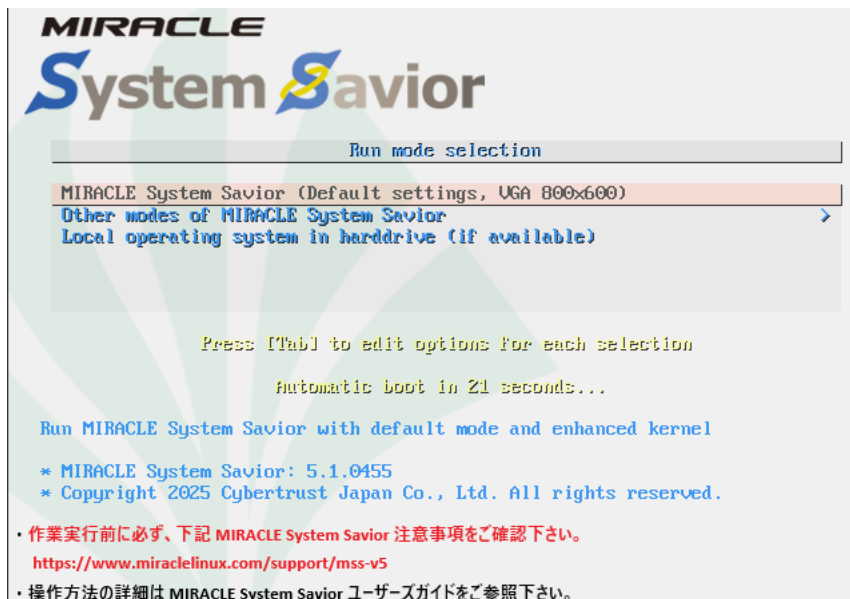 MIRACLE
System Savior
Run mode selection
MIRACLE System Savior (Default settings, VGA 800x600)
Other modes of MIRACLE System Savior >
Local operating system in harddrive (if available)
Press [Tab] to edit options for each selection
Automatic boot in 21 seconds...
Run MIRACLE System Savior with default mode and enhanced kernel
* MIRACLE System Savior: 5.1.0455
* Copyright 2025 Cybertrust Japan Co., Ltd. All rights reserved.
・作業実行前に必ず、下記 MIRACLE System Savior 注意事項をご確認下さい。
https://www.miraclelinux.com/support/mss-v5
・操作方法の詳細は MIRACLE System Savior ユーザーズガイドをご参照下さい。